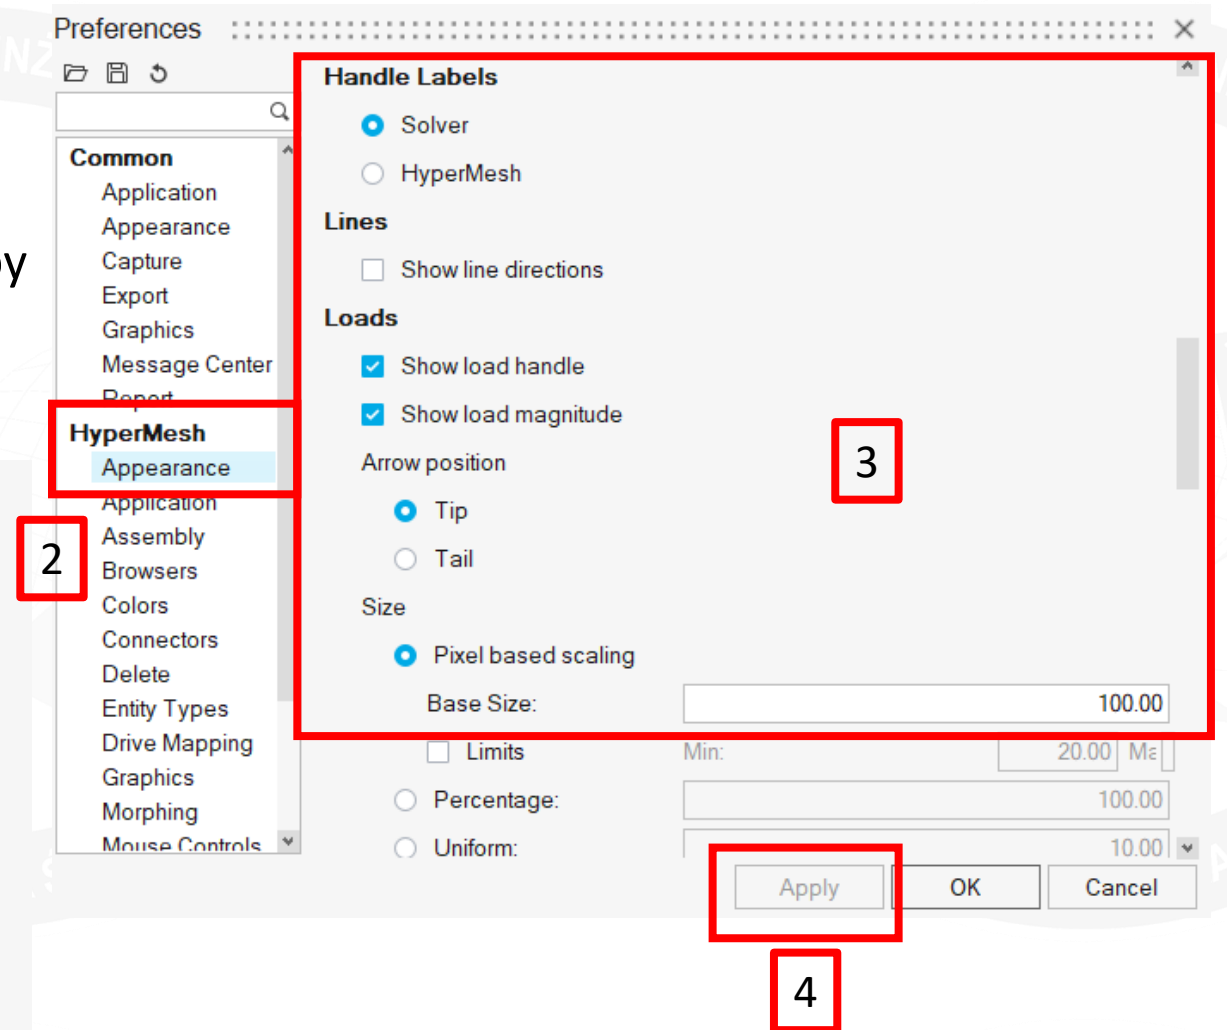 Preferences
Handle Labels
Solver
HyperMesh
Lines
Show line directions
Loads
Show load handle
Show load magnitude
Arrow position
Tip
Tail
Size
Pixel based scaling
Base Size: 100.00
Limits Min: 20.00
Percentage: 100.00
Uniform: 10.00
Common
Application
Appearance
Capture
Export
Graphics
Message Center
Report
HyperMesh
Appearance
Application
Assembly
Browsers
Colors
Connectors
Delete
Entity Types
Drive Mapping
Graphics
Morphing
Mouse Controls
Apply OK Cancel
2
3
4